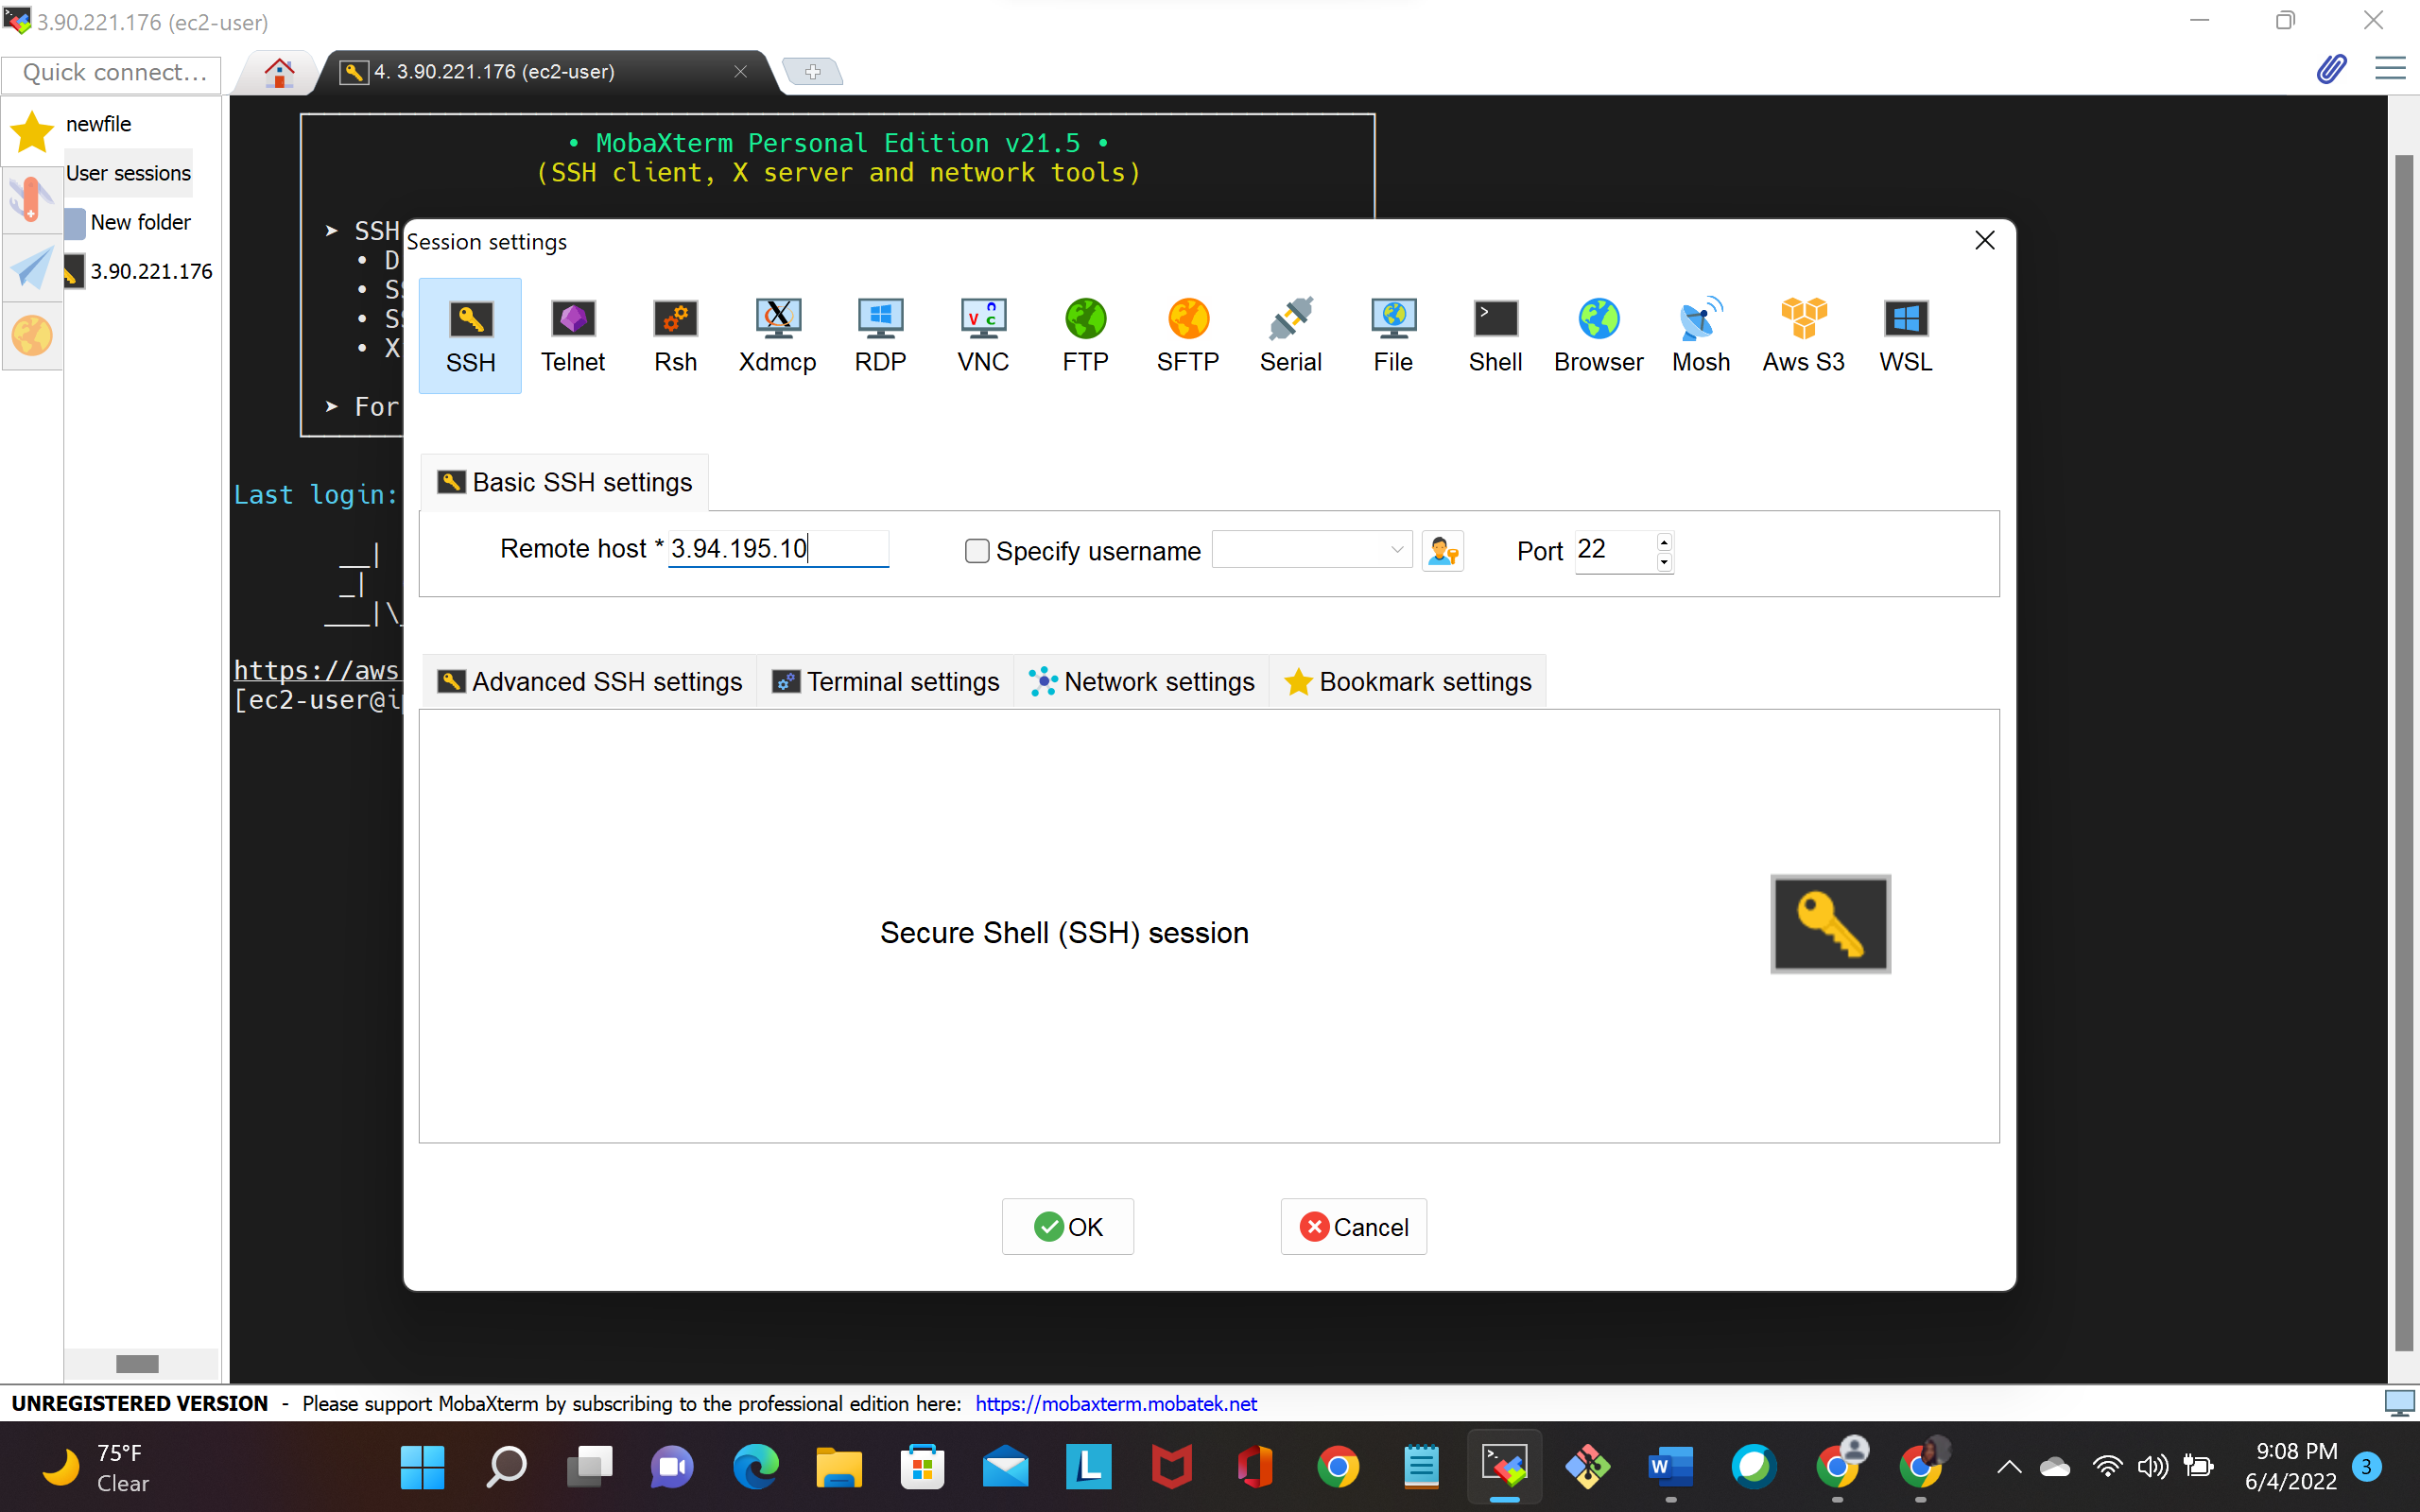 3.90.221.176 (ec2-user)
Quick connect...
4. 3.90.221.176 (ec2-user)
newfile
User sessions
New folder
3.90.221.176
• MobaXterm Personal Edition v21.5 •
(SSH client, X server and network tools)
➤ SSH
• D
• SS
• SS
• X
➤ For
Session settings
SSH
Telnet
Rsh
Xdmcp
RDP
VNC
FTP
SFTP
Serial
File
Shell
Browser
Mosh
Aws S3
WSL
Basic SSH settings
Remote host * 3.94.195.10
Specify username
Port 22
Last login:
https://aws
[ec2-user@ip
Advanced SSH settings
Terminal settings
Network settings
Bookmark settings
Secure Shell (SSH) session
OK
Cancel
UNREGISTERED VERSION - Please support MobaXterm by subscribing to the professional edition here: https://mobaxterm.mobatek.net
75°F
Clear
9:08 PM
6/4/2022
3